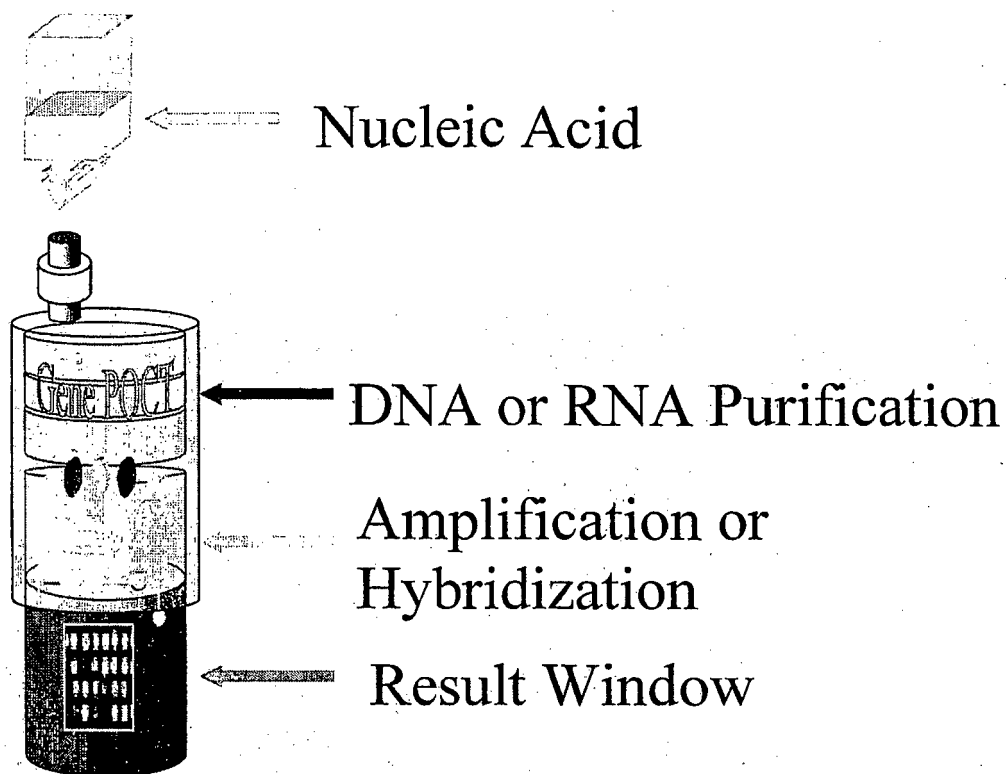 Nucleic Acid
Gene POCT
DNA or RNA Purification
Amplification or
Hybridization
Result Window